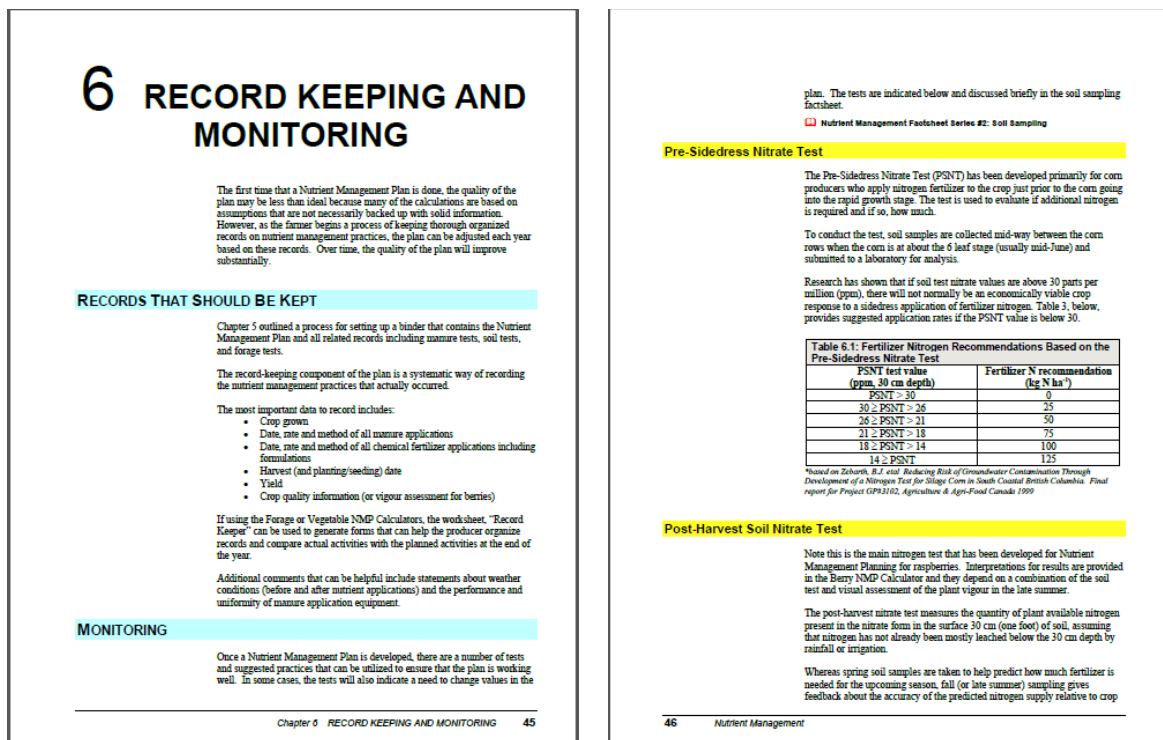 6 RECORD KEEPING AND
MONITORING
The first time that a Nutrient Management Plan is done, the quality of the
plan may be less than ideal because many of the calculations are based on
assumptions that are not necessarily backed up with solid information.
However, as the farmer begins a process of keeping thorough organized
records on nutrient management practices, the plan can be adjusted each year
based on these records. Over time, the quality of the plan will improve
substantially.
RECORDS THAT SHOULD BE KEPT
Chapter 5 outlined a process for setting up a binder that contains the Nutrient
Management Plan and all related records including manure tests, soil tests,
and forage tests.
The record-keeping component of the plan is a systematic way of recording
the nutrient management practices that actually occurred.
The most important data to record includes:
• Crop grown
• Date, rate and method of all manure applications
• Date, rate and method of all chemical fertilizer applications including
formulations
• Harvest (and planting/seeding) date
• Yield
• Crop quality information (or vigour assessment for berries)
If using the Forage or Vegetable NMP Calculators, the worksheet, "Record
Keeper" can be used to generate forms that can help the producer organize
records and compare actual activities with the planned activities at the end of
the year.
Additional comments that can be helpful include statements about weather
conditions (before and after nutrient applications) and the performance and
uniformity of manure application equipment.
MONITORING
Once a Nutrient Management Plan is developed, there are a number of tests
and suggested practices that can be utilized to ensure that the plan is working
well. In some cases, the tests will also indicate a need to change values in the
Chapter 6 RECORD KEEPING AND MONITORING 45
plan. The tests are indicated below and discussed briefly in the soil sampling
factsheet.
Nutrient Management Factsheet Series #2: Soil Sampling
Pre-Sidedress Nitrate Test
The Pre-Sidedress Nitrate Test (PSNT) has been developed primarily for corn
producers who apply nitrogen fertilizer to the crop just prior to the corn going
into the rapid growth stage. The test is used to evaluate if additional nitrogen
is required and if so, how much.
To conduct the test, soil samples are collected mid-way between the corn
rows when the corn is at about the 6 leaf stage (usually mid-June) and
submitted to a laboratory for analysis.
Research has shown that if soil test nitrate values are above 30 parts per
million (ppm), there will not normally be an economically viable crop
response to a sidedress application of fertilizer nitrogen. Table 3, below,
provides suggested application rates if the PSNT value is below 30.
Table 6.1: Fertilizer Nitrogen Recommendations Based on the
Pre-Sidedress Nitrate Test
PSNT test value Fertilizer N recommendation
(ppm, 30 cm depth) (kg N ha⁻¹)
PSNT > 30 0
30 ≥ PSNT > 26 25
26 ≥ PSNT > 21 50
21 ≥ PSNT > 18 75
18 ≥ PSNT > 14 100
14 ≥ PSNT 125
*based on Zebarth, B.J. etal Reducing Risk of Groundwater Contamination Through
Development of a Nitrogen Test for Silage Corn in South Coastal British Columbia. Final
report for Project GP#3102, Agriculture & Agri-Food Canada 1999
Post-Harvest Soil Nitrate Test
Note this is the main nitrogen test that has been developed for Nutrient
Management Planning for raspberries. Interpretations for results are provided
in the Berry NMP Calculator and they depend on a combination of the soil
test and visual assessment of the plant vigour in the late summer.
The post-harvest nitrate test measures the quantity of plant available nitrogen
present in the nitrate form in the surface 30 cm (one foot) of soil, assuming
that nitrogen has not already been mostly leached below the 30 cm depth by
rainfall or irrigation.
Whereas spring soil samples are taken to help predict how much fertilizer is
needed for the upcoming season, fall (or late summer) sampling gives
feedback about the accuracy of the predicted nitrogen supply relative to crop
46 Nutrient Management